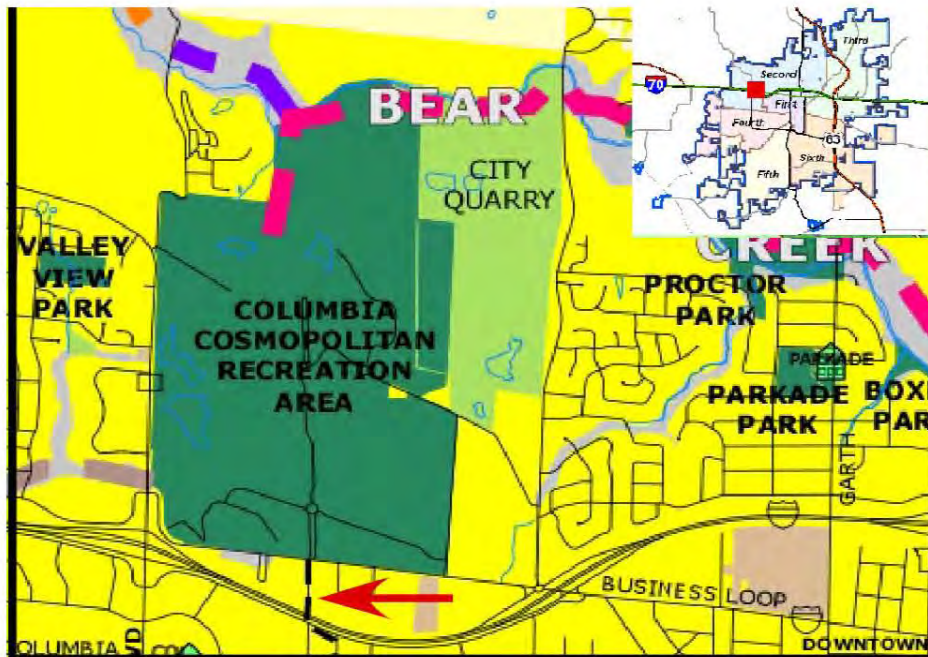 BEAR
CITY
QUARRY
70
Third
Second
First
Fourth
63
Sixth
Fifth
CREEK
VALLEY
VIEW
PARK
COLUMBIA
COSMOPOLITAN
RECREATION
AREA
PROCTOR
PARK
PARKADE
PARKADE
PARK
BOX
PAR
GARTH
BUSINESS LOOP
DOWNTOWN
COLUMBIA